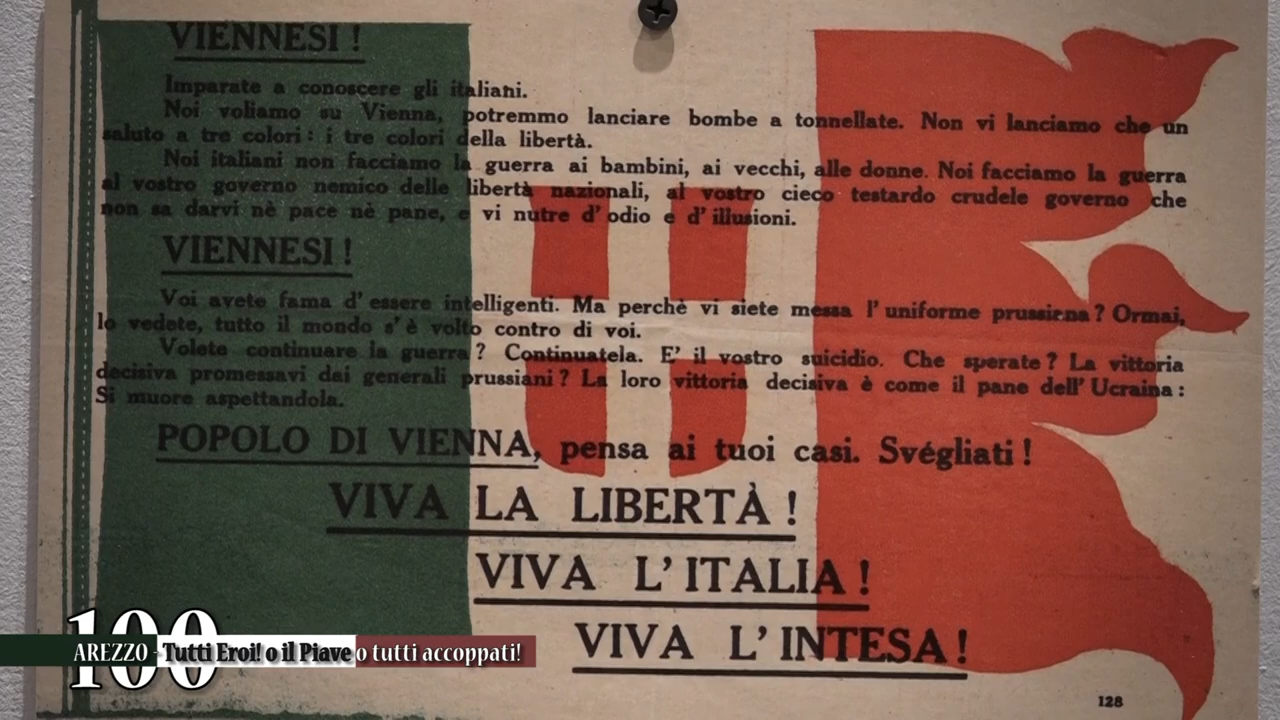 VIENNESI !
Imparate a conoscere gli italiani.
Noi voliamo su Vienna, potremmo lanciare bombe a tonnellate. Non vi lanciamo che un
saluto a tre colori : i tre colori della libertà.
Noi italiani non facciamo la guerra ai bambini, ai vecchi, alle donne. Noi facciamo la guerra
al vostro governo nemico delle libertà nazionali, al vostro cieco testardo crudele governo che
non sa darvi nè pace nè pane, e vi nutre d' odio e d' illusioni.
VIENNESI !
Voi avete fama d' essere intelligenti. Ma perchè vi siete messa l' uniforme prussiana ? Ormai,
lo vedete, tutto il mondo s' è volto contro di voi.
Volete continuare la guerra ? Continuatela. E' il vostro suicidio. Che sperate ? La vittoria
decisiva promessavi dai generali prussiani ? La loro vittoria decisiva è come il pane dell' Ucraina :
Si muore aspettandola.
POPOLO DI VIENNA, pensa ai tuoi casi. Svégliati !
VIVA LA LIBERTÀ !
VIVA L' ITALIA !
VIVA L' INTESA !
128
100
AREZZO - Tutti Eroi! o il Piave o tutti accoppati!